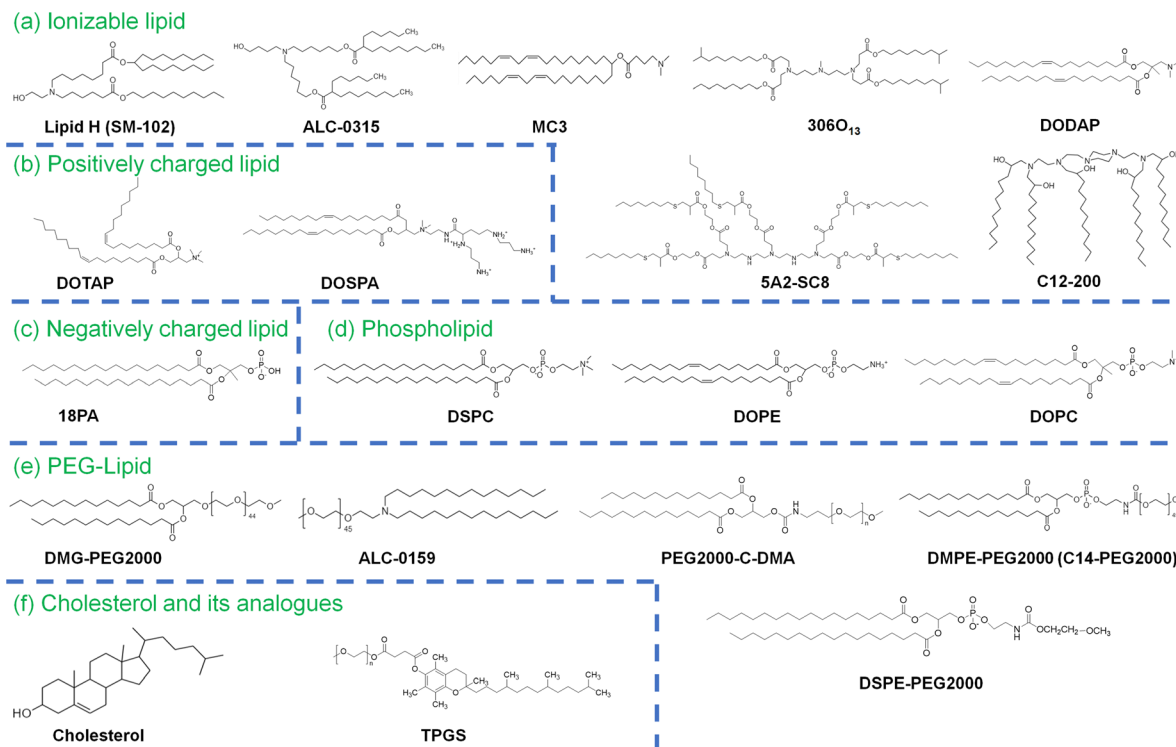 (a) Ionizable lipid
Lipid H (SM-102)
ALC-0315
MC3
306O13
DODAP
(b) Positively charged lipid
DOTAP
DOSPA
5A2-SC8
C12-200
(c) Negatively charged lipid
(d) Phospholipid
18PA
DSPC
DOPE
DOPC
(e) PEG-Lipid
DMG-PEG2000
ALC-0159
PEG2000-C-DMA
DMPE-PEG2000 (C14-PEG2000)
(f) Cholesterol and its analogues
DSPE-PEG2000
Cholesterol
TPGS